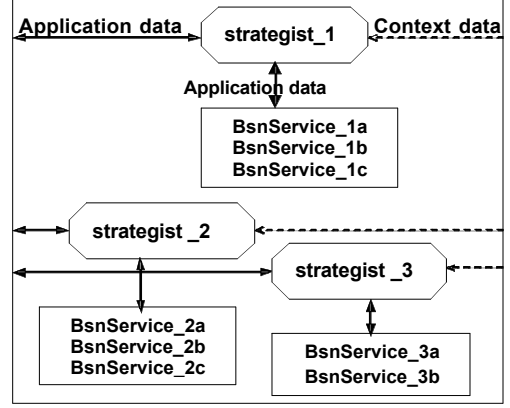 Application data
strategist_1
Context data
Application data
BsnService_1a
BsnService_1b
BsnService_1c
strategist _2
strategist _3
BsnService_2a
BsnService_2b
BsnService_2c
BsnService_3a
BsnService_3b